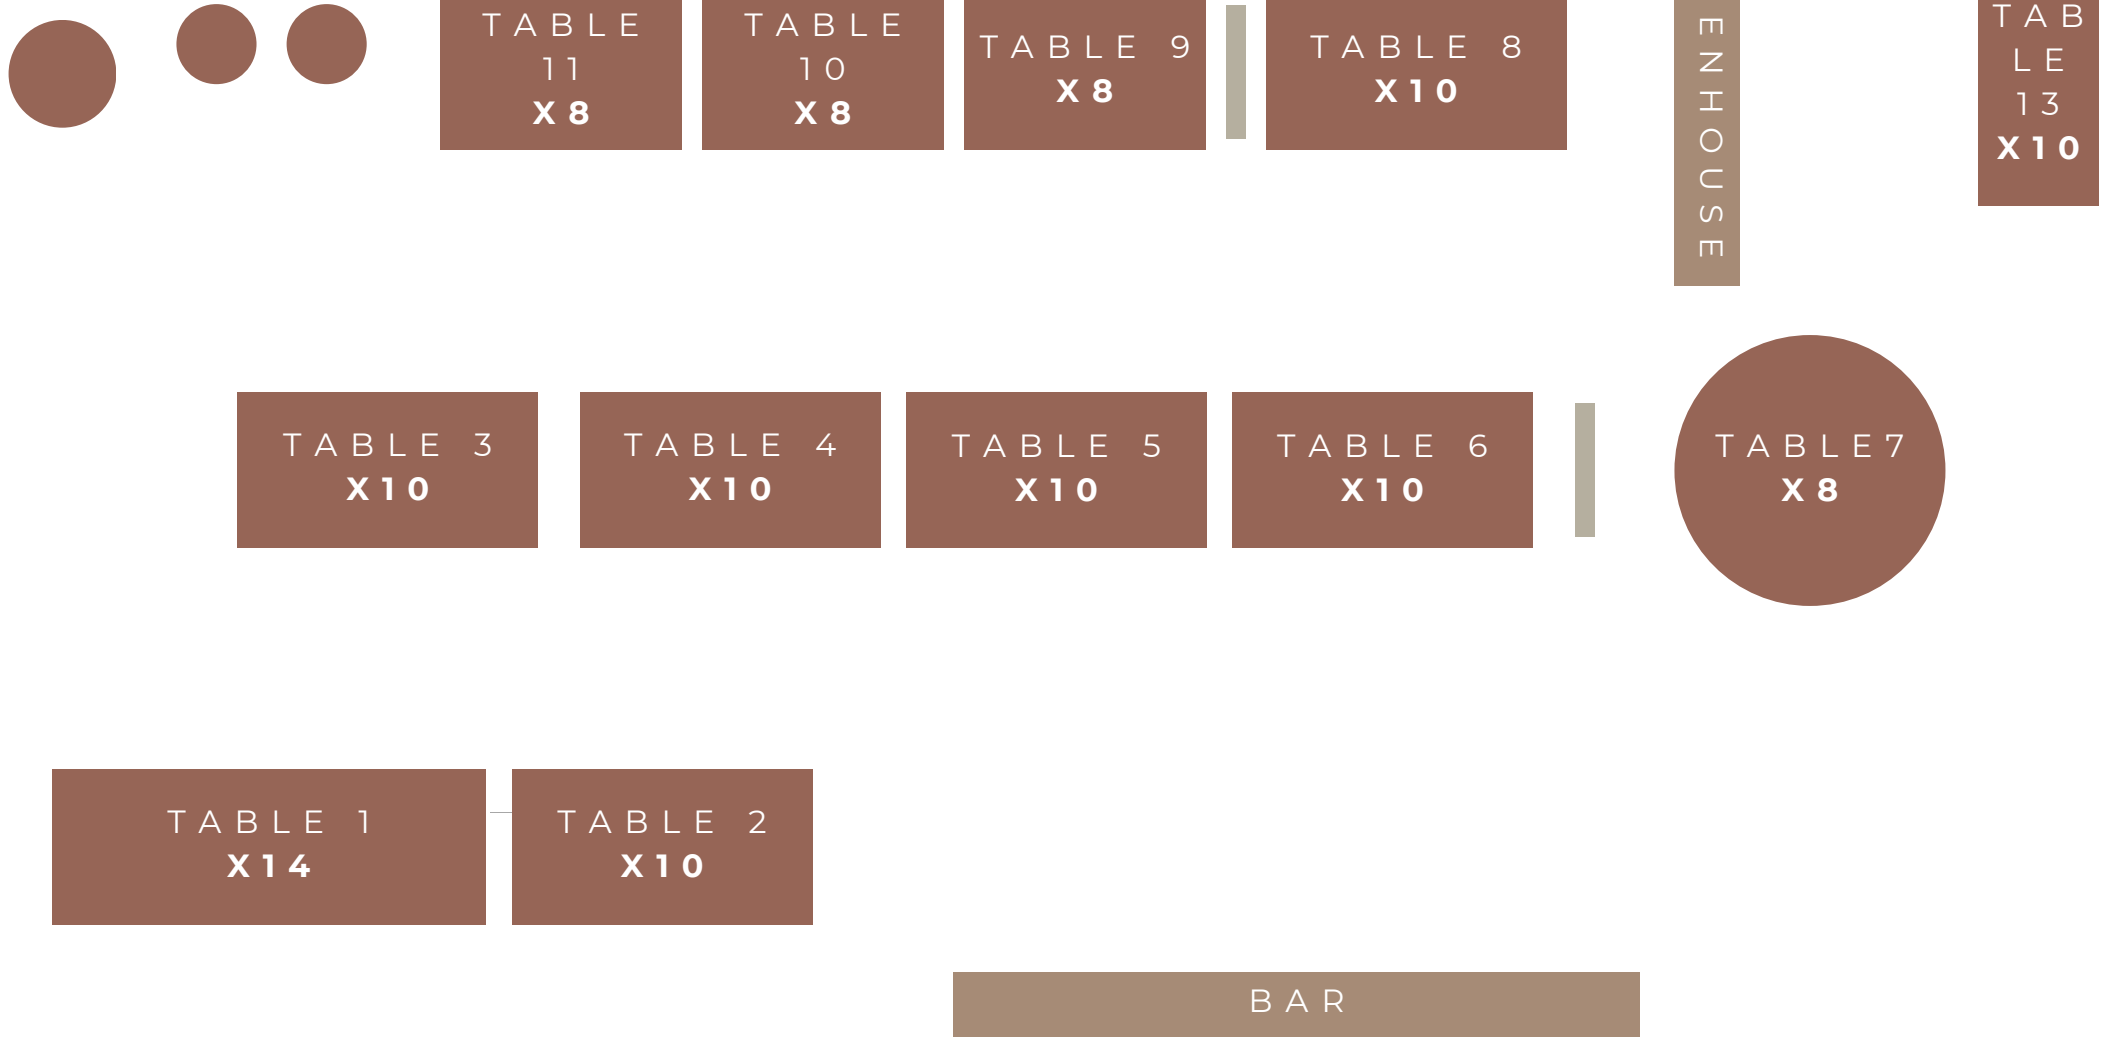 TABLE
11
X8
TABLE
10
X8
TABLE 9
X8
TABLE 8
X10
ENHOUSE
TAB
LE
13
X10
TABLE 3
X10
TABLE 4
X10
TABLE 5
X10
TABLE 6
X10
TABLE7
X8
TABLE 1
X14
TABLE 2
X10
BAR